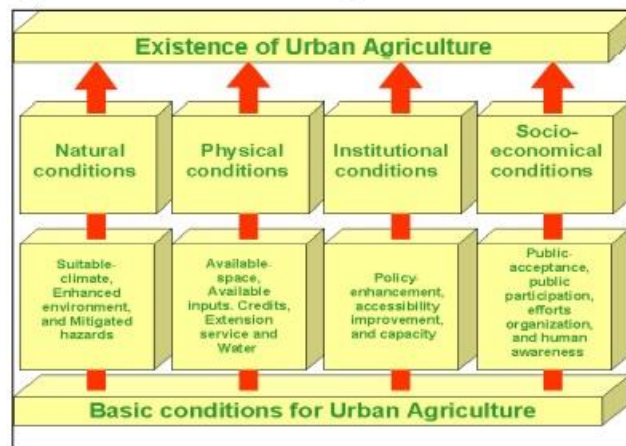 Existence of Urban Agriculture
Natural
conditions
Physical
conditions
Institutional
conditions
Socio-
economical
conditions
Suitable-
climate,
Enhanced
environment,
and Mitigated
hazards
Available-
space,
Available
inputs. Credits,
Extension
service and
Water
Policy-
enhancement,
accessibility
improvement,
and capacity
Public-
acceptance,
public
participation,
efforts
organization,
and human
awareness
Basic conditions for Urban Agriculture